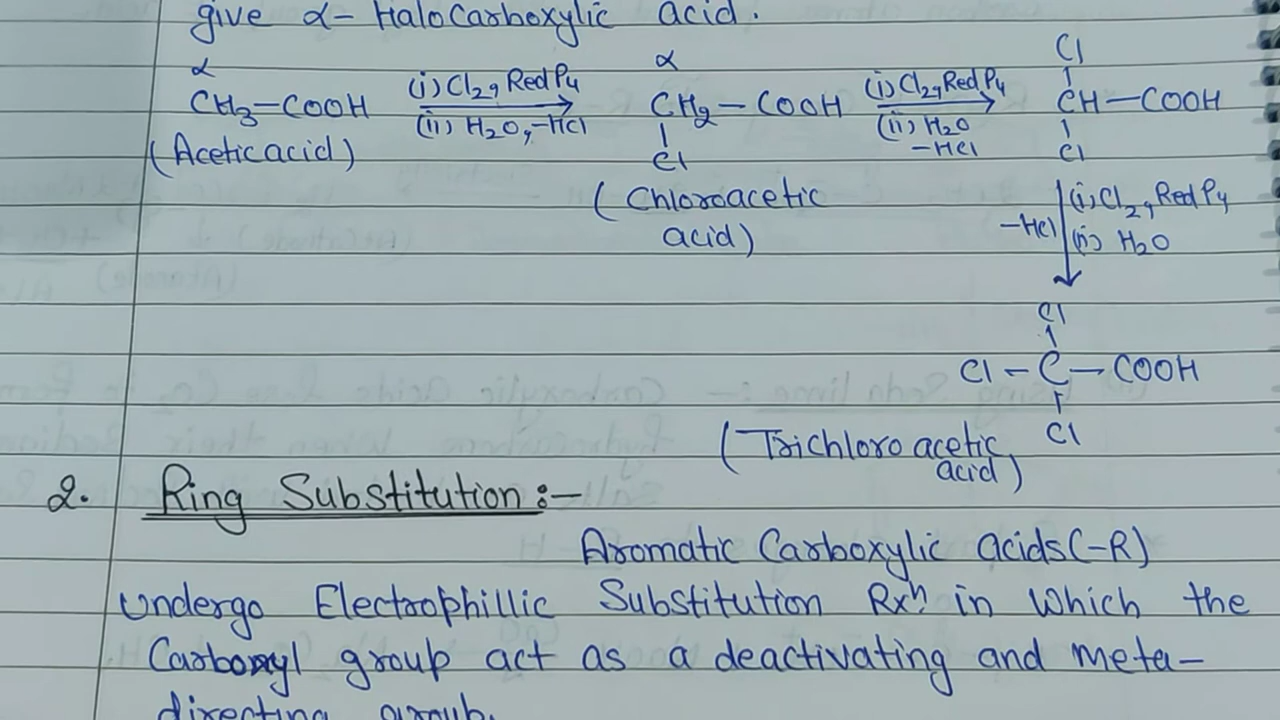 give α- Halocarboxylic acid.
α α Cl
CH3-COOH (i) Cl2, Red P4 CH2-COOH (i) Cl2, Red P4 CH-COOH
(ii) H2O, -HCl (ii) H2O
-HCl
(Acetic acid) Cl Cl
(Chloroacetic (i) Cl2, Red P4
acid) -HCl (ii) H2O
Cl
Cl-C-COOH
Cl
(Trichloro acetic
acid)
2. Ring Substitution :-
Aromatic Carboxylic acids (-R)
undergo Electrophillic Substitution Rxn. in which the
Carboxyl group act as a deactivating and meta-
directing group.